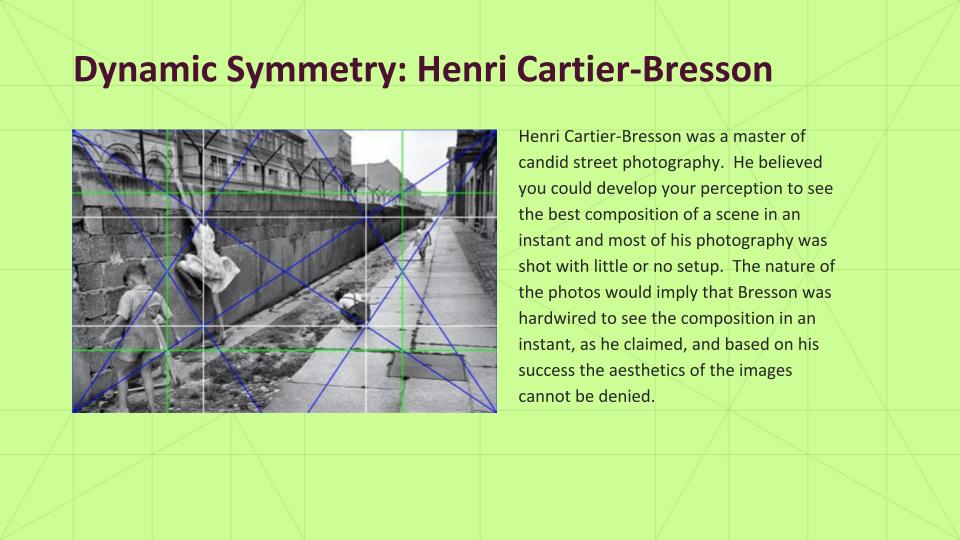 Dynamic Symmetry: Henri Cartier-Bresson
Henri Cartier-Bresson was a master of
candid street photography.  He believed
you could develop your perception to see
the best composition of a scene in an
instant and most of his photography was
shot with little or no setup.  The nature of
the photos would imply that Bresson was
hardwired to see the composition in an
instant, as he claimed, and based on his
success the aesthetics of the images
cannot be denied.